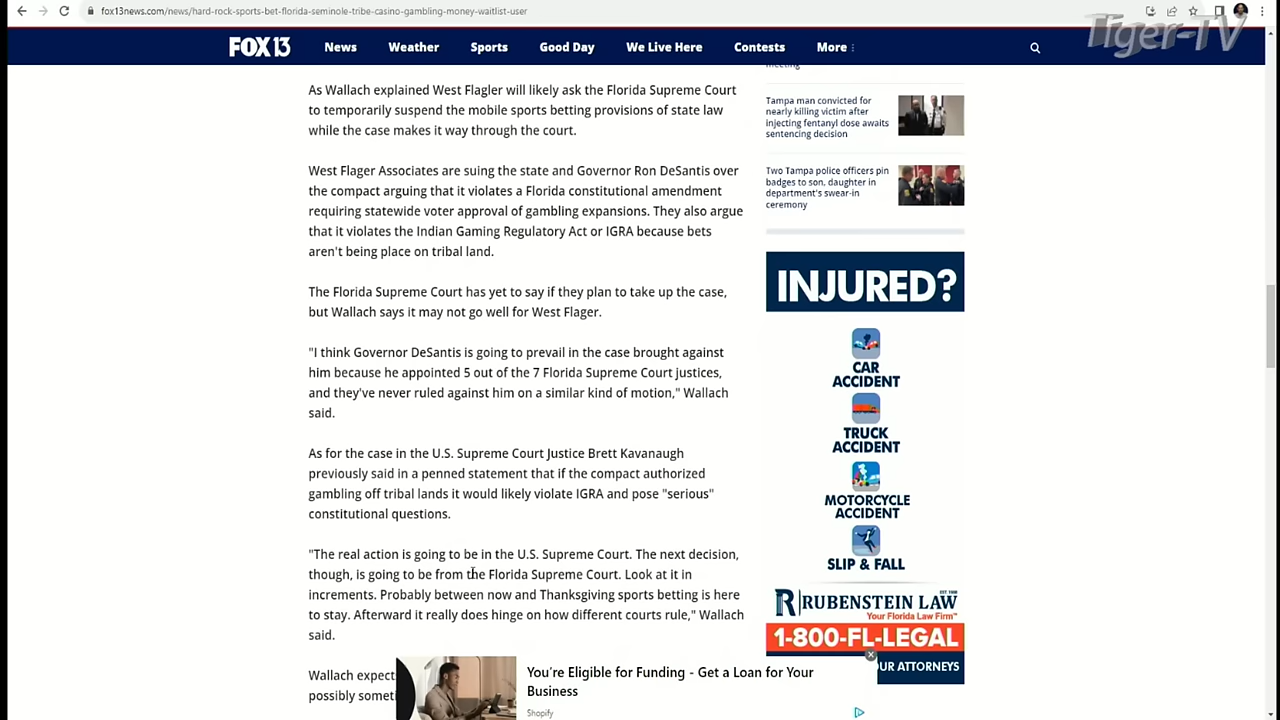 fox13news.com/news/hard-rock-sports-bet-florida-seminole-tribe-casino-gambling-money-waitlist-user
Tiger-TV
FOX 13
News
Weather
Sports
Good Day
We Live Here
Contests
More
As Wallach explained West Flagler will likely ask the Florida Supreme Court
to temporarily suspend the mobile sports betting provisions of state law
while the case makes it way through the court.
West Flager Associates are suing the state and Governor Ron DeSantis over
the compact arguing that it violates a Florida constitutional amendment
requiring statewide voter approval of gambling expansions. They also argue
that it violates the Indian Gaming Regulatory Act or IGRA because bets
aren't being place on tribal land.
The Florida Supreme Court has yet to say if they plan to take up the case,
but Wallach says it may not go well for West Flager.
"I think Governor DeSantis is going to prevail in the case brought against
him because he appointed 5 out of the 7 Florida Supreme Court justices,
and they've never ruled against him on a similar kind of motion," Wallach
said.
As for the case in the U.S. Supreme Court Justice Brett Kavanaugh
previously said in a penned statement that if the compact authorized
gambling off tribal lands it would likely violate IGRA and pose "serious"
constitutional questions.
"The real action is going to be in the U.S. Supreme Court. The next decision,
though, is going to be from the Florida Supreme Court. Look at it in
increments. Probably between now and Thanksgiving sports betting is here
to stay. Afterward it really does hinge on how different courts rule," Wallach
said.
Wallach expect
possibly someti
meeting
Tampa man convicted for
nearly killing victim after
injecting fentanyl dose awaits
sentencing decision
Two Tampa police officers pin
badges to son, daughter in
department's swear-in
ceremony
INJURED?
CAR
ACCIDENT
TRUCK
ACCIDENT
MOTORCYCLE
ACCIDENT
SLIP & FALL
RUBENSTEIN LAW
Your Florida Law Firm
1-800-FL-LEGAL
OUR ATTORNEYS
You're Eligible for Funding - Get a Loan for Your
Business
Shopify